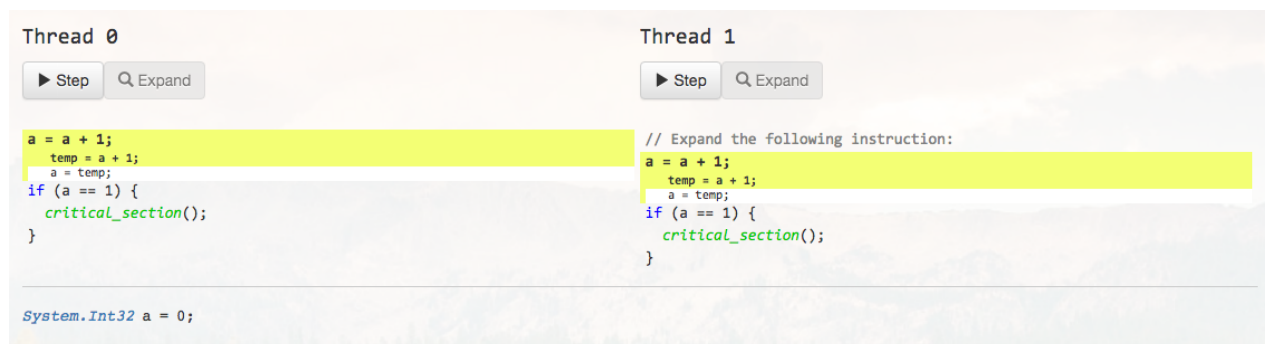 Thread 0
Step Expand
a = a + 1;
temp = a + 1;
a = temp;
if (a == 1) {
critical_section();
}
Thread 1
Step Expand
// Expand the following instruction:
a = a + 1;
temp = a + 1;
a = temp;
if (a == 1) {
critical_section();
}
System.Int32 a = 0;